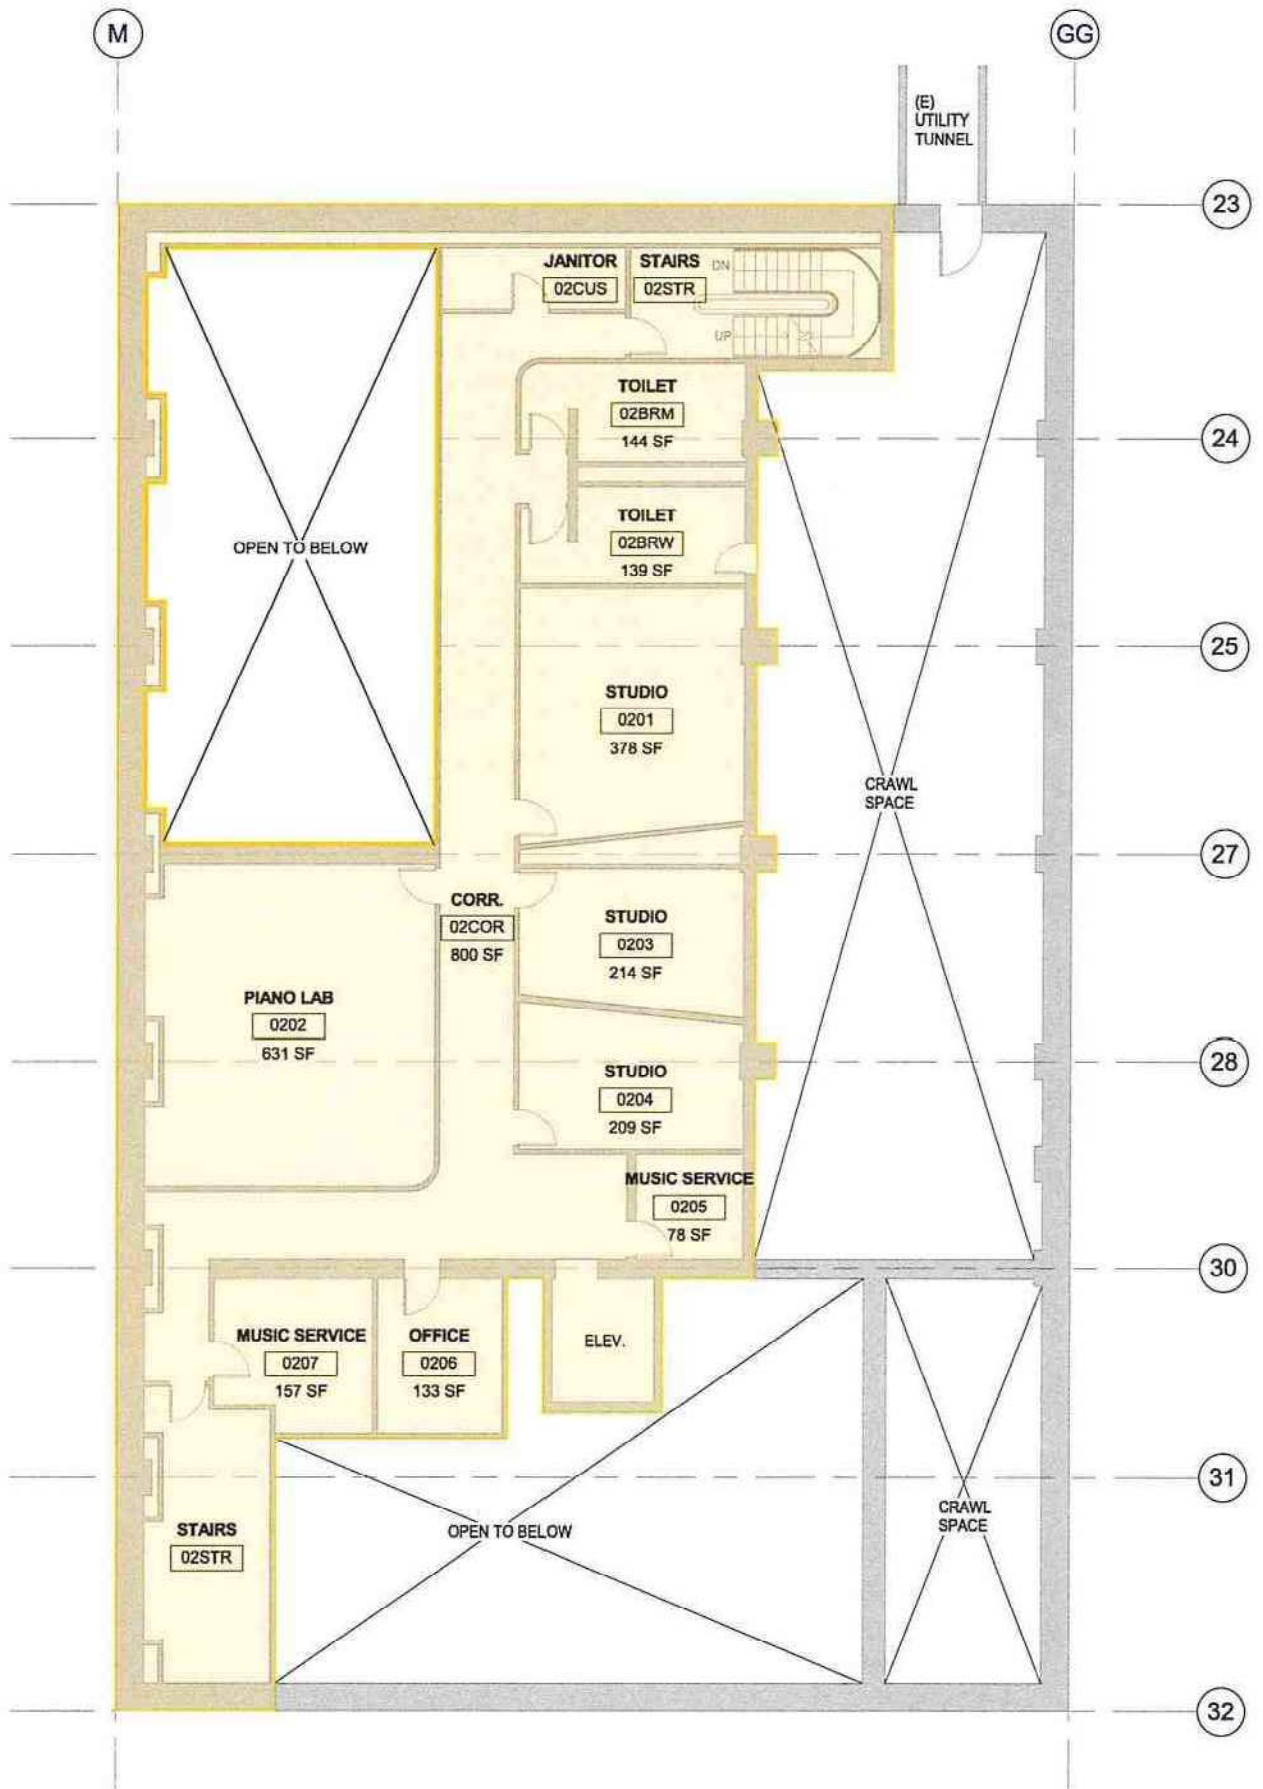 M
GG
(E)
UTILITY
TUNNEL
23
JANITOR
02CUS
STAIRS
02STR
DN
UP
TOILET
02BRM
144 SF
24
TOILET
02BRW
139 SF
OPEN TO BELOW
25
STUDIO
0201
378 SF
CRAWL
SPACE
27
CORR.
02COR
800 SF
STUDIO
0203
214 SF
PIANO LAB
0202
631 SF
28
STUDIO
0204
209 SF
MUSIC SERVICE
0205
78 SF
30
MUSIC SERVICE
0207
157 SF
OFFICE
0206
133 SF
ELEV.
31
STAIRS
02STR
OPEN TO BELOW
CRAWL
SPACE
32